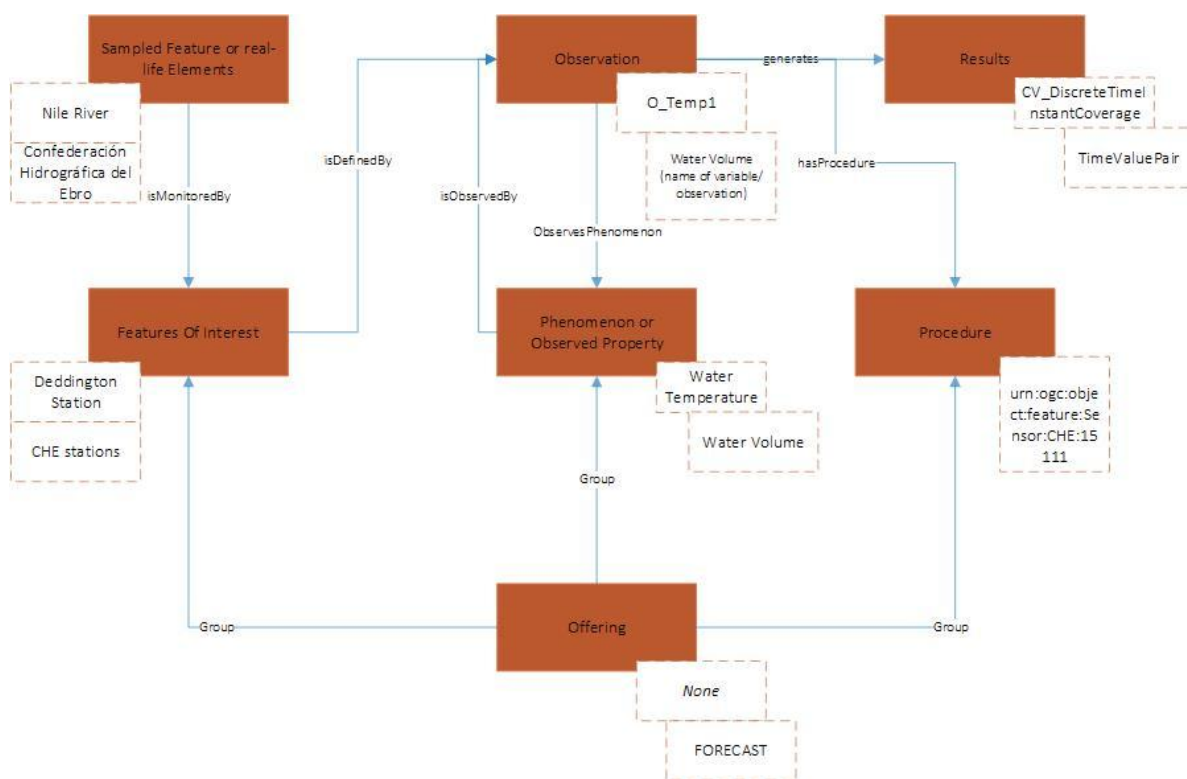 Sampled Feature or real-
life Elements
Observation
generates
Results
Nile River
Confederación
Hidrográfica del
Ebro
O_Temp1
CV_DiscreteTimeI
nstantCoverage
Water Volume
(name of variable/
observation)
TimeValuePair
isDefinedBy
hasProcedure
isMonitoredBy
isObservedBy
ObservesPhenomenon
Features Of Interest
Phenomenon or
Observed Property
Procedure
Deddington
Station
CHE stations
Water
Temperature
Water Volume
urn:ogc:obje
ct:feature:Se
nsor:CHE:15
111
Group
Group
Offering
Group
None
FORECAST